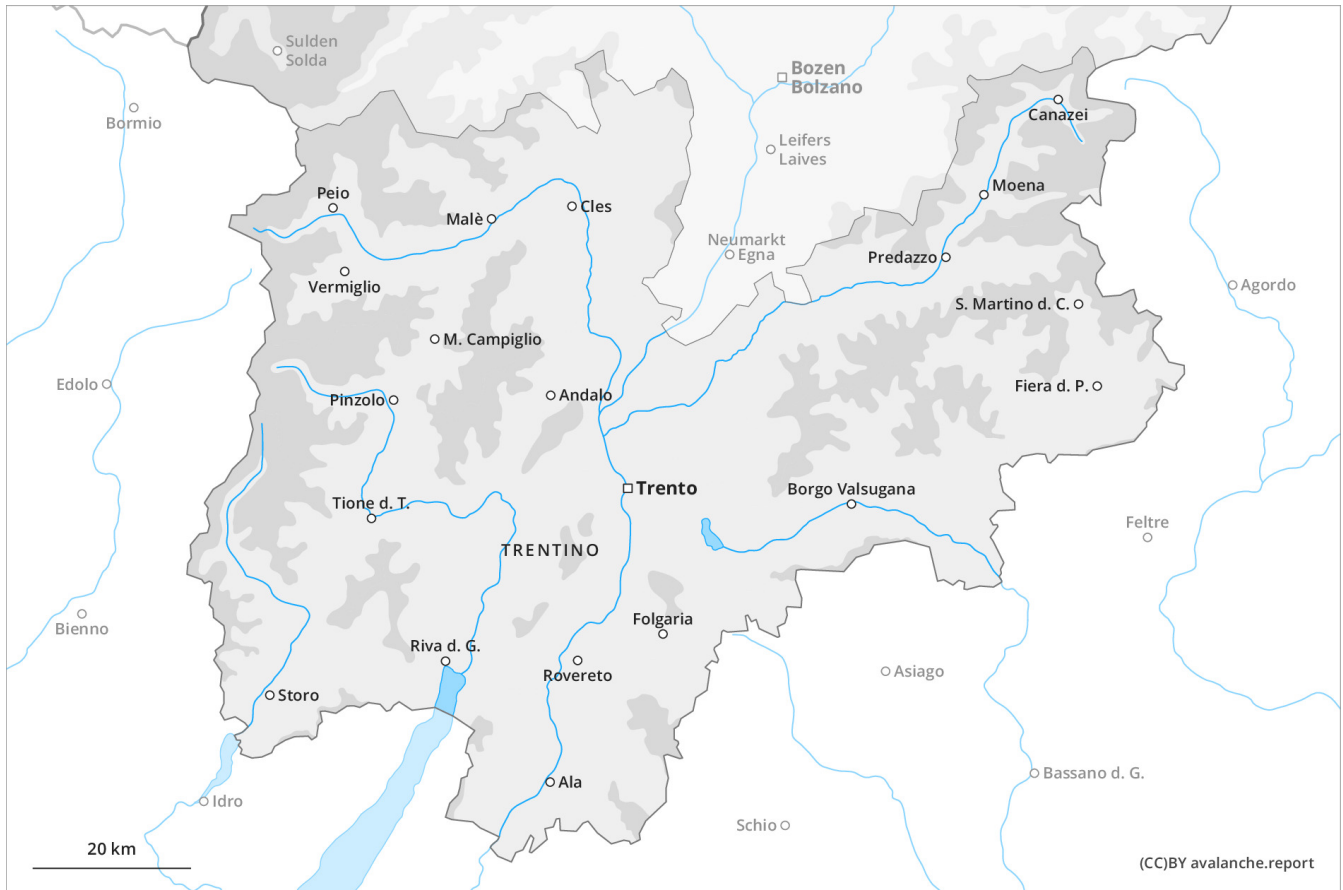 Sulden
Solda
Bozen
Bolzano
Bormio
Canazei
Leifers
Laives
Peio
Moena
Malè
Cles
Neumarkt
Egna
Predazzo
Vermiglio
Agordo
S. Martino d. C.
M. Campiglio
Edolo
Fiera d. P.
Pinzolo
Andalo
Trento
Borgo Valsugana
Tione d. T.
Feltre
TRENTINO
Bienno
Folgaria
Riva d. G.
Rovereto
Asiago
Storo
Bassano d. G.
Ala
Idro
Schio
20 km
(CC)BY avalanche.report